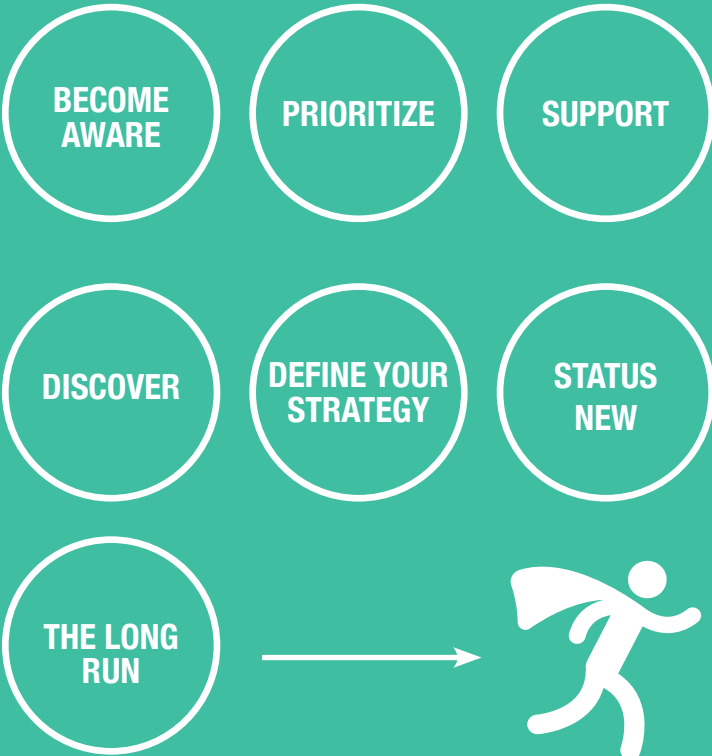 BECOME
AWARE
PRIORITIZE
SUPPORT
DISCOVER
DEFINE YOUR
STRATEGY
STATUS
NEW
THE LONG
RUN